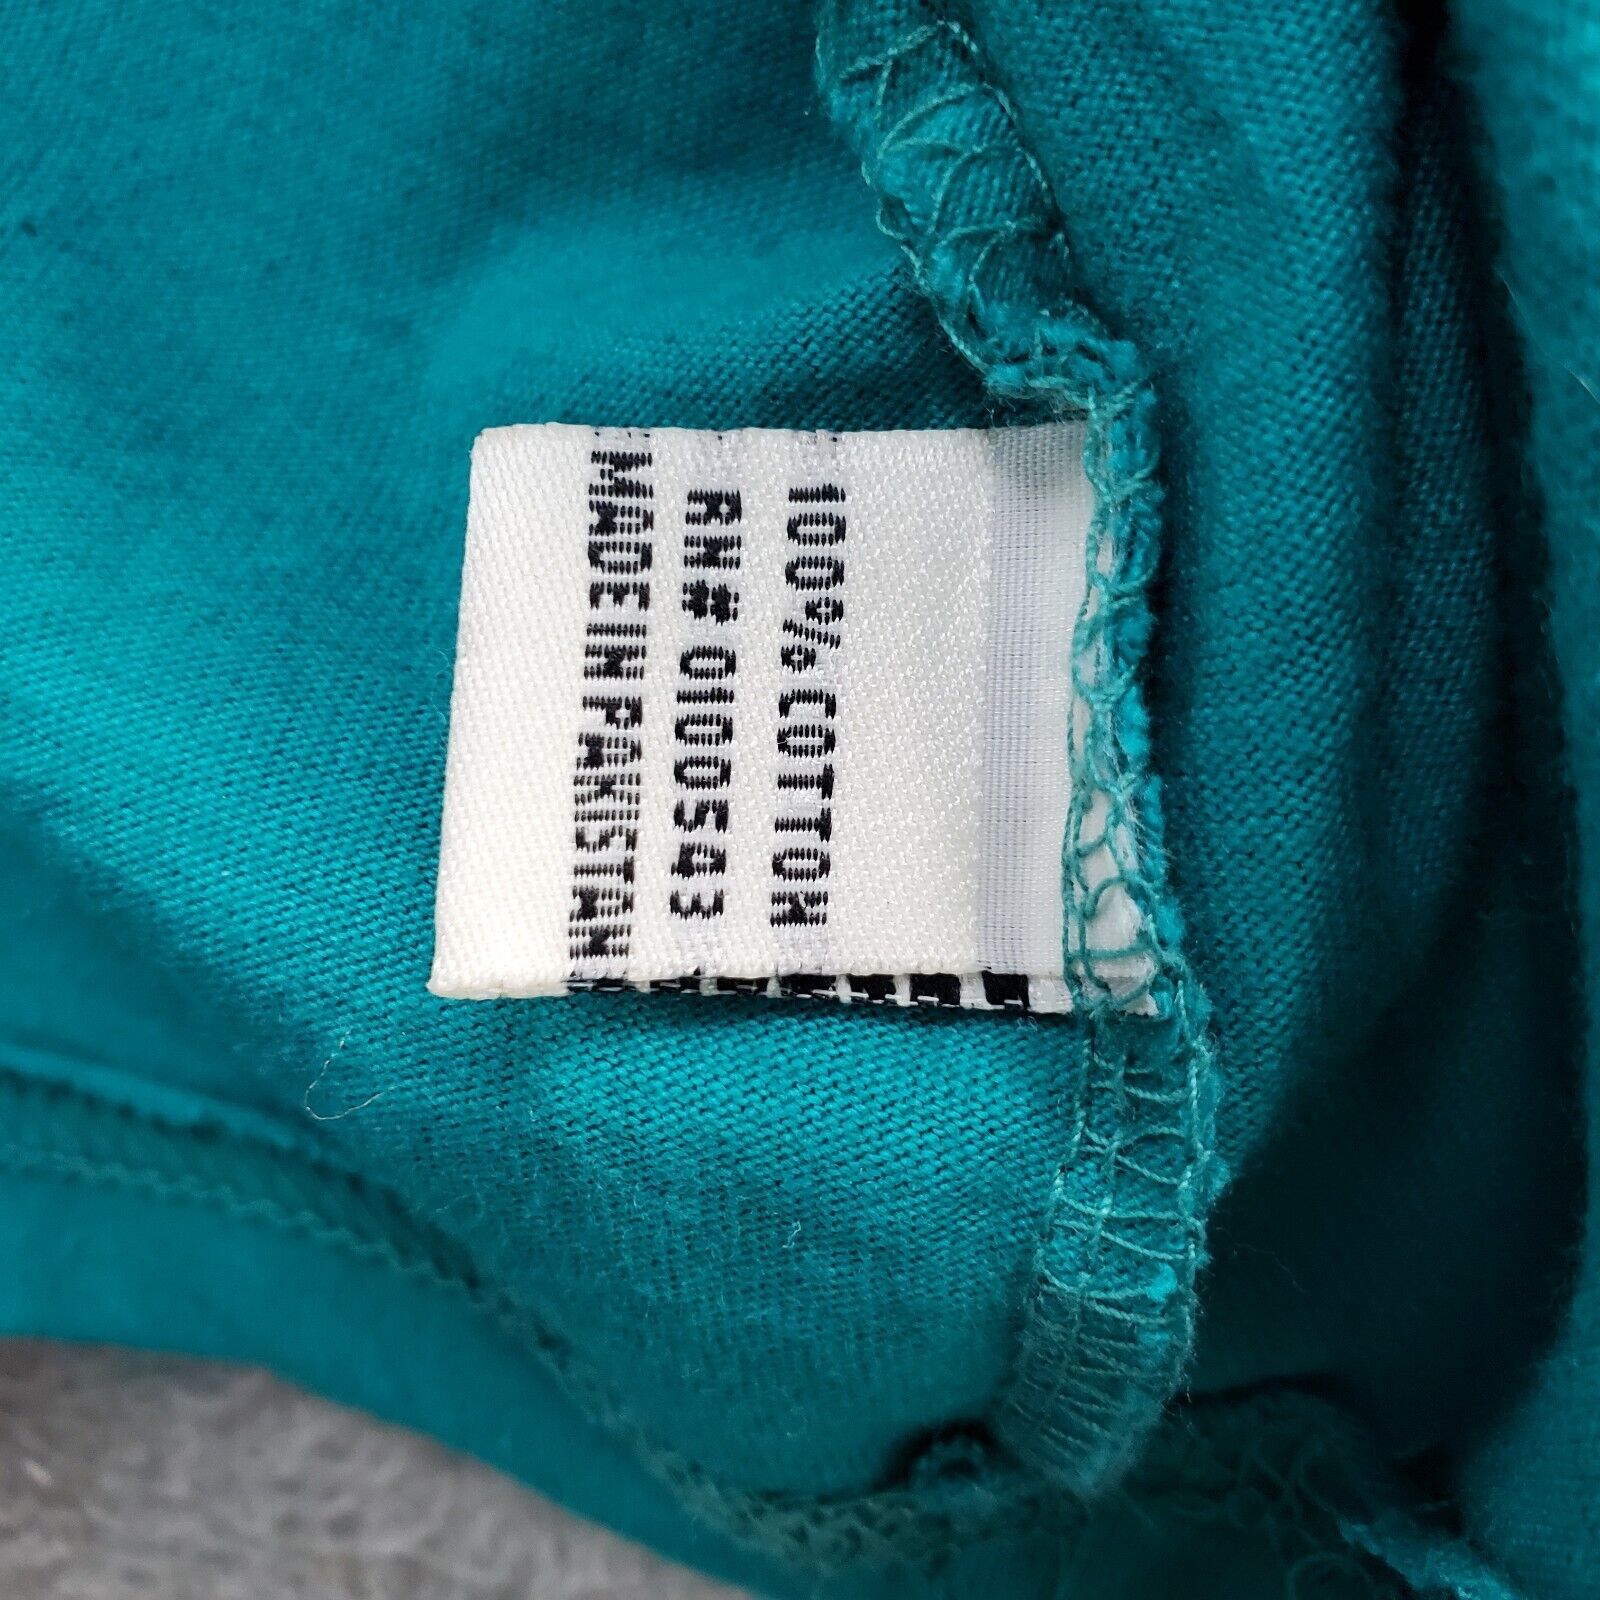 100% COTTON
RN# 0100543
MADE IN PAKISTAN